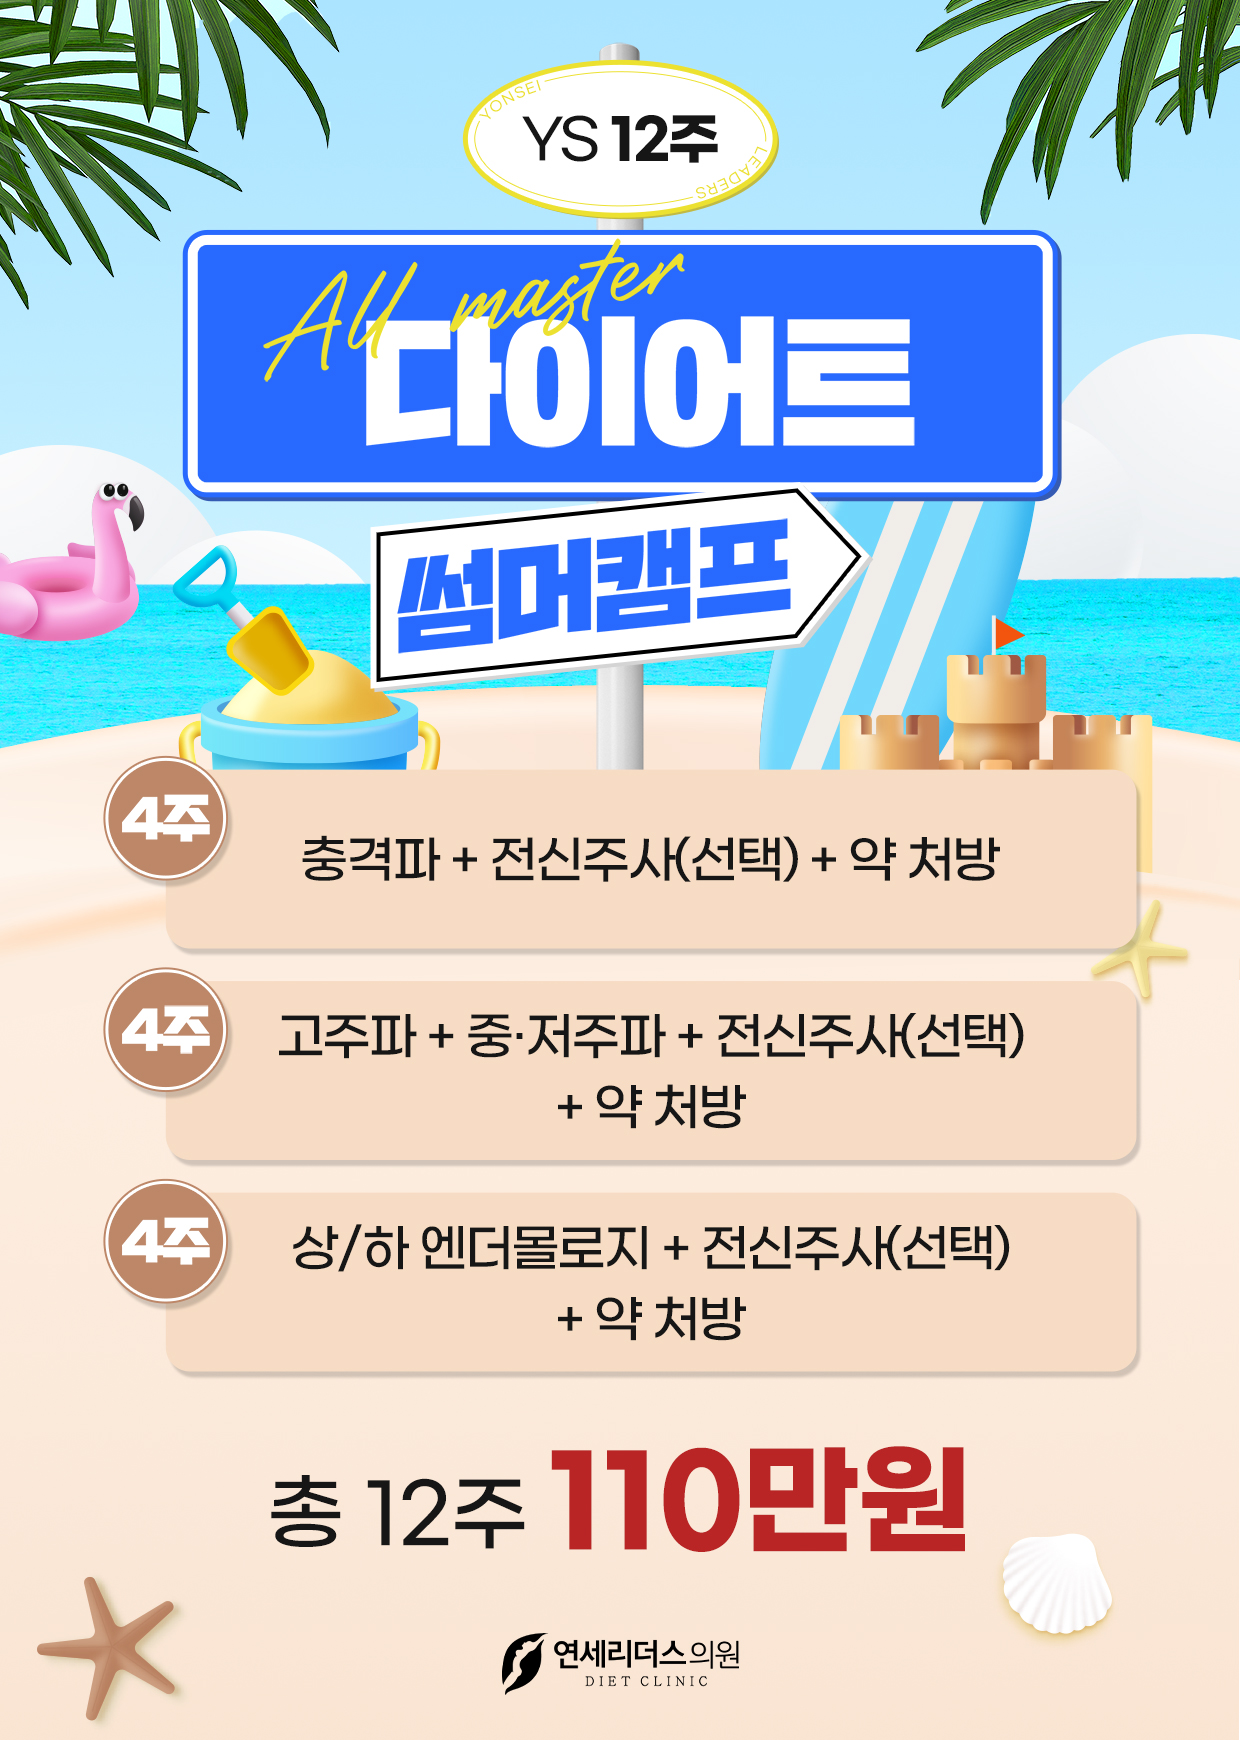 YONSEI
YS 12주
LEADERS
All master
다이어트
썸머캠프
4주
충격파 + 전신주사(선택) + 약 처방
4주
고주파 + 중·저주파 + 전신주사(선택)
+ 약 처방
4주
상/하 엔더몰로지 + 전신주사(선택)
+ 약 처방
총 12주 110만원
연세리더스의원
DIET CLINIC